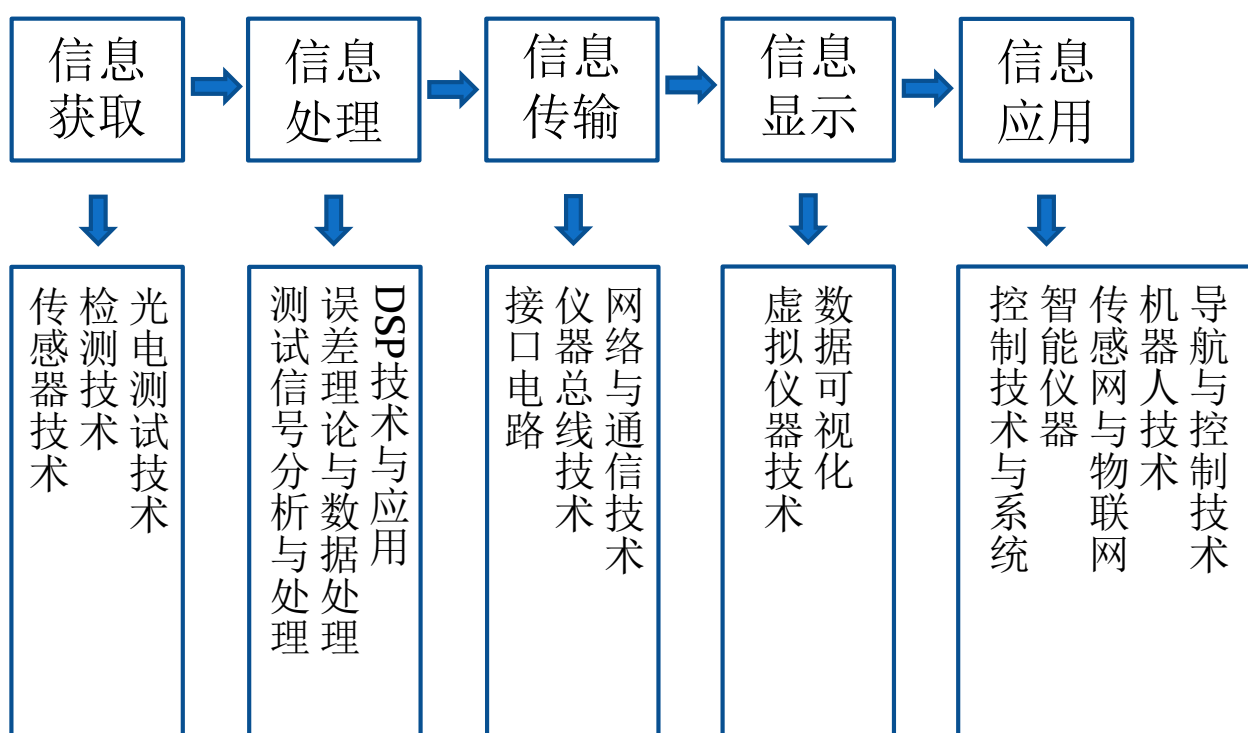 信息
获取
信息
处理
信息
传输
信息
显示
信息
应用
传感器技术
检测技术
光电测试技术
测试信号分析与处理
误差理论与数据处理
DSP技术与应用
接口电路
仪器总线技术
网络与通信技术
虚拟仪器技术
数据可视化
控制技术与系统
智能仪器
传感网与物联网
机器人技术
导航与控制技术